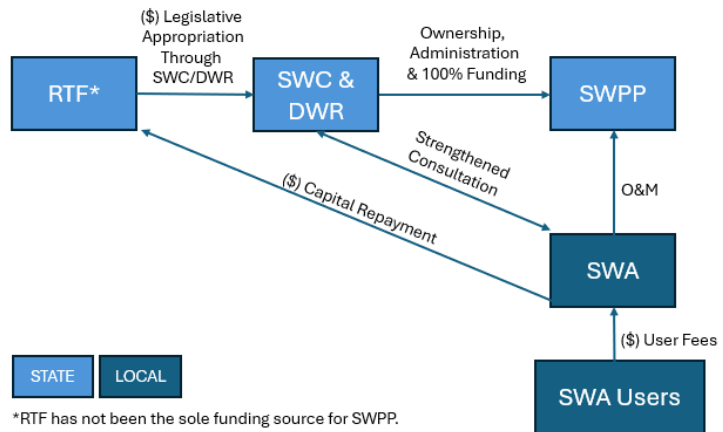 ($) Legislative
Appropriation
Through
SWC/DWR
Ownership,
Administration
& 100% Funding
RTF*
SWC &
DWR
SWPP
Strengthened
Consultation
($) Capital Repayment
O&M
SWA
($) User Fees
STATE
LOCAL
SWA Users
*RTF has not been the sole funding source for SWPP.